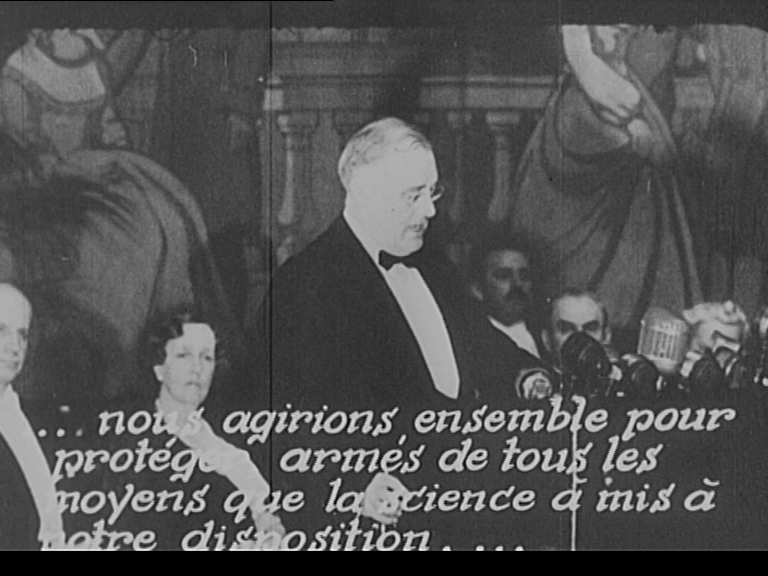 ... nous agirions ensemble pour
protéger armés de tous les
moyens que la science à mis à
notre disposition ....